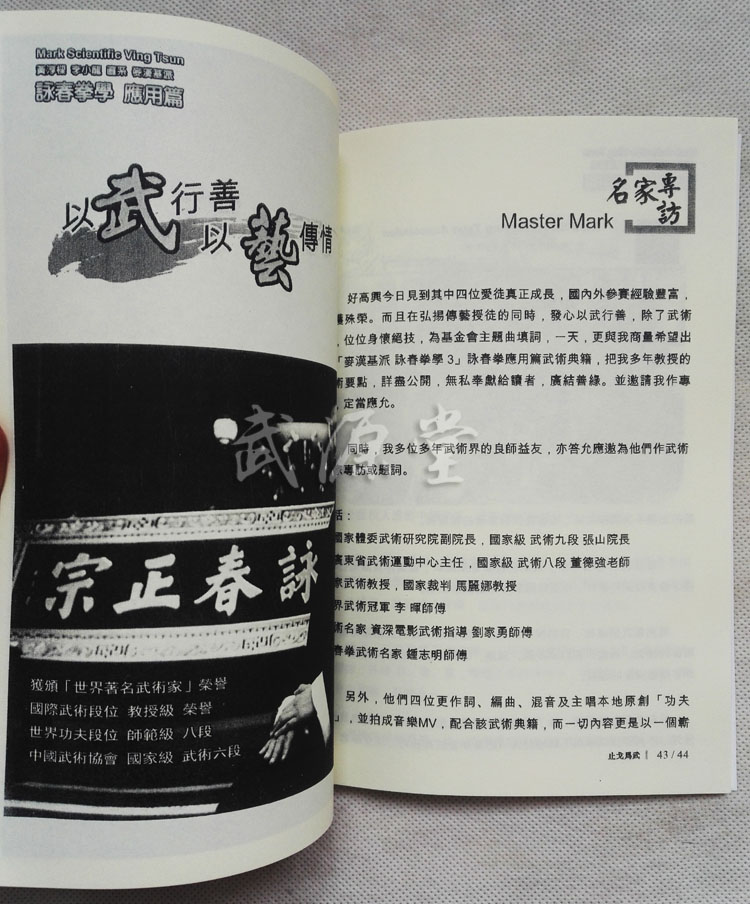 Mark Scientific Ving Tsun
黃淳樑 李小龍 直系 麥漢基派
詠春拳學 應用篇
以武行善
以藝傳情
宗正春詠
獲頒「世界著名武術家」榮譽
國際武術段位 教授級 榮譽
世界功夫段位 師範級 八段
中國武術協會 國家級 武術六段
名家專訪
Master Mark
好高興今日見到其中四位愛徒真正成長，國內外參賽經驗豐富，
殊榮。而且在弘揚傳藝授徒的同時，發心以武行善，除了武術
，位位身懷絕技，為基金會主題曲填詞，一天，更與我商量希望出
「麥漢基派 詠春拳學 3」詠春拳應用篇武術典籍，把我多年教授的
術要點，詳盡公開，無私奉獻給讀者，廣結善緣。並邀請我作專
，定當應允。
同時，我多位多年武術界的良師益友，亦答允應邀為他們作武術
專訪或題詞。
括：
國家體委武術研究院副院長，國家級 武術九段 張山院長
廣東省武術運動中心主任，國家級 武術八段 董德強老師
家武術教授，國家裁判 馬麗娜教授
界武術冠軍 李暉師傅
術名家 資深電影武術指導 劉家勇師傅
春拳武術名家 鍾志明師傅
另外，他們四位更作詞、編曲、混音及主唱本地原創「功夫
」，並拍成音樂MV，配合該武術典籍，而一切內容更是以一個嶄
止戈爲武 43 / 44
武源堂